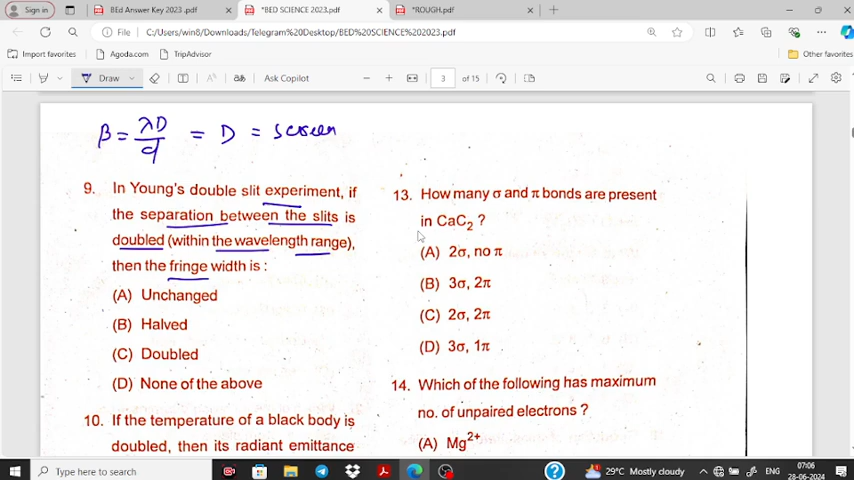 Sign in
BEd Answer Key 2023 .pdf
*BED SCIENCE 2023.pdf
*ROUGH.pdf
File
C:/Users/win8/Downloads/Telegram%20Desktop/BED%20SCIENCE%202023.pdf
Import favorites
Agoda.com
TripAdvisor
Other favorites
Draw
Ask Copilot
3
of 15
β = λD/d = D = screen
9. In Young's double slit experiment, if
the separation between the slits is
doubled (within the wavelength range),
then the fringe width is :
(A) Unchanged
(B) Halved
(C) Doubled
(D) None of the above
10. If the temperature of a black body is
doubled, then its radiant emittance
13. How many σ and π bonds are present
in CaC2 ?
(A) 2σ, no π
(B) 3σ, 2π
(C) 2σ, 2π
(D) 3σ, 1π
14. Which of the following has maximum
no. of unpaired electrons ?
(A) Mg2+
Type here to search
29°C Mostly cloudy
ENG
07:06
28-06-2024